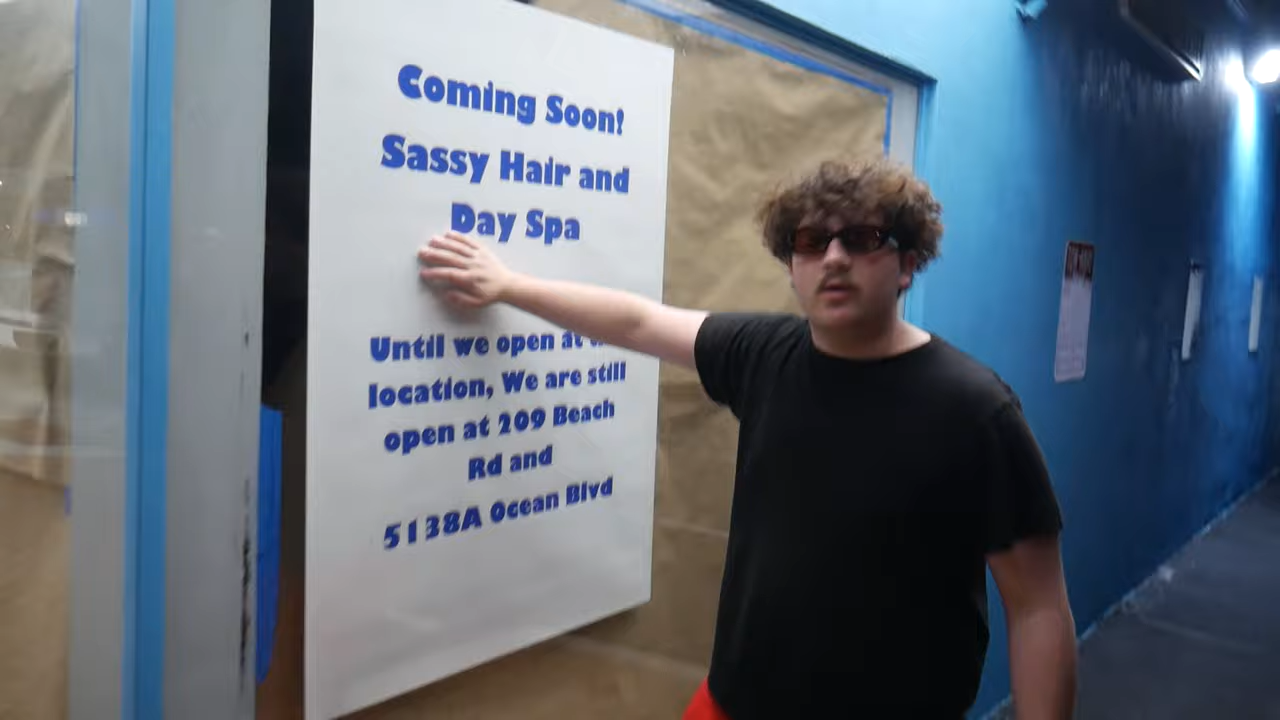 Coming Soon!
Sassy Hair and
Day Spa
Until we open at
location, We are still
open at 209 Beach
Rd and
5138A Ocean Blvd